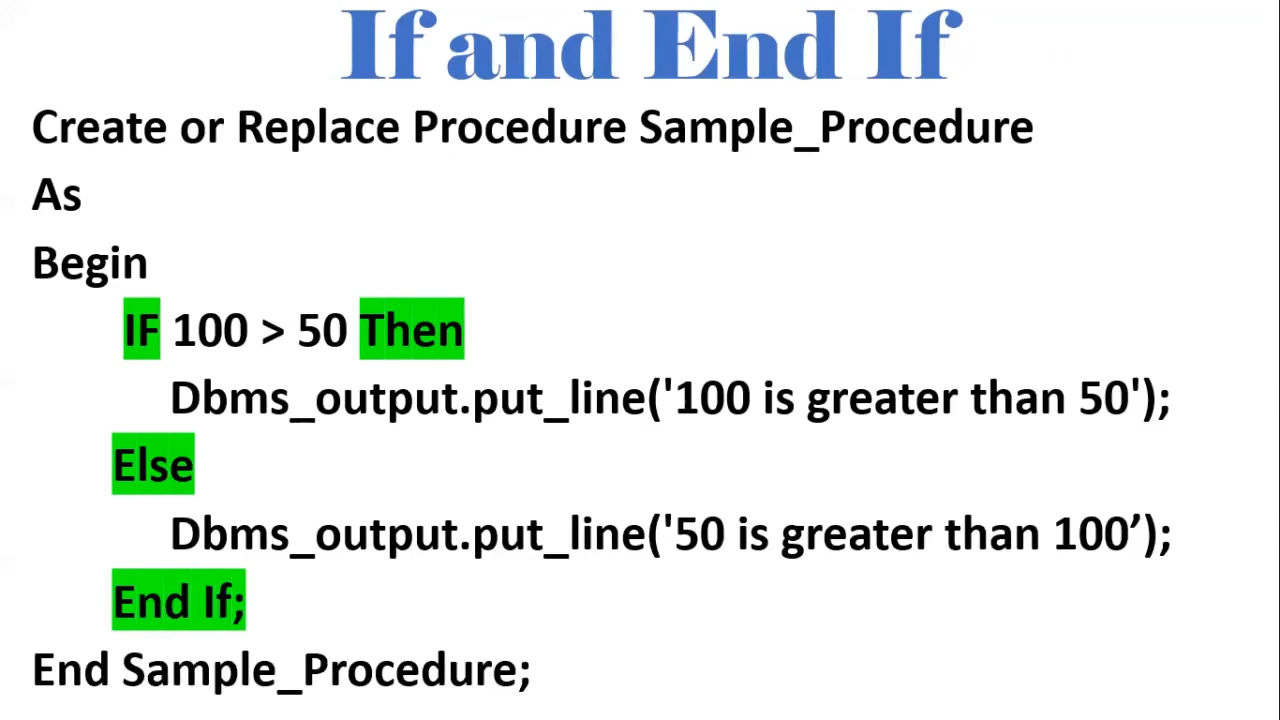 If and End If
Create or Replace Procedure Sample_Procedure
As
Begin
IF 100 > 50 Then
Dbms_output.put_line('100 is greater than 50');
Else
Dbms_output.put_line('50 is greater than 100’);
End If;
End Sample_Procedure;